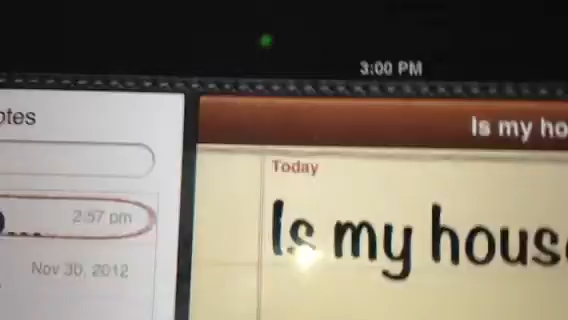 3:00 PM
otes
Is my ho
Today
2:57 pm
Is my hous
Nov 30, 2012